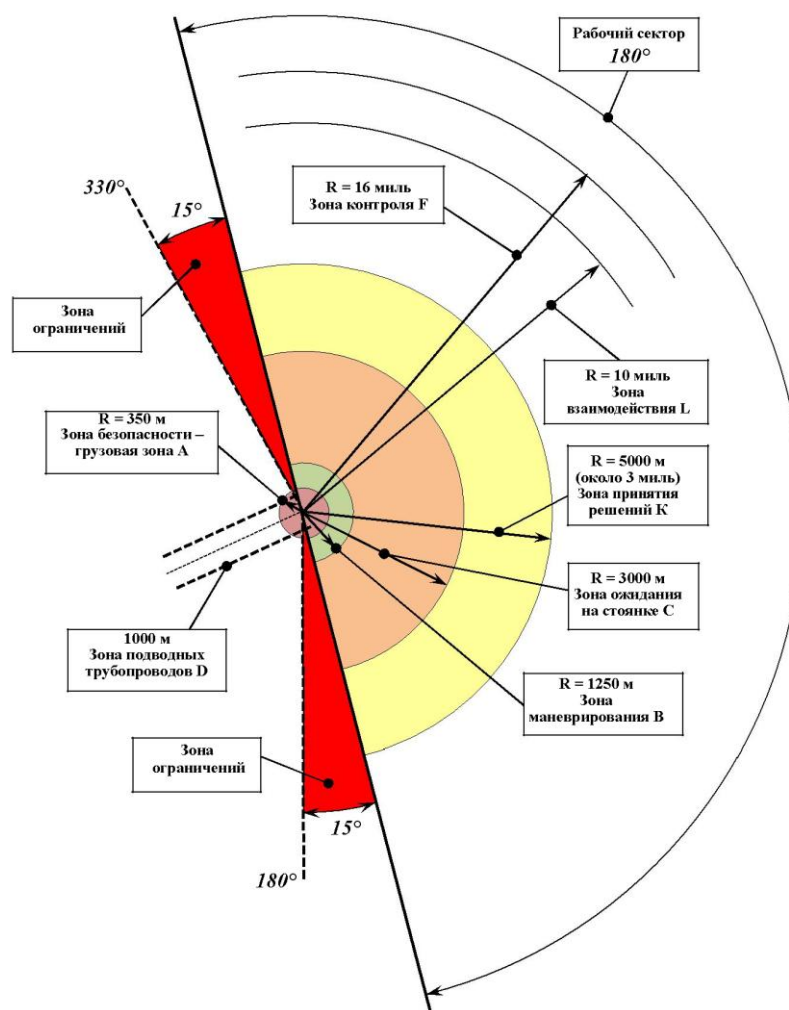 Рабочий сектор
180°
330°
15°
R = 16 миль
Зона контроля F
Зона
ограничений
R = 10 миль
Зона
взаимодействия L
R = 350 м
Зона безопасности –
грузовая зона А
R = 5000 м
(около 3 миль)
Зона принятия
решений К
R = 3000 м
Зона ожидания
на стоянке С
1000 м
Зона подводных
трубопроводов D
R = 1250 м
Зона
маневрирования В
Зона
ограничений
15°
180°